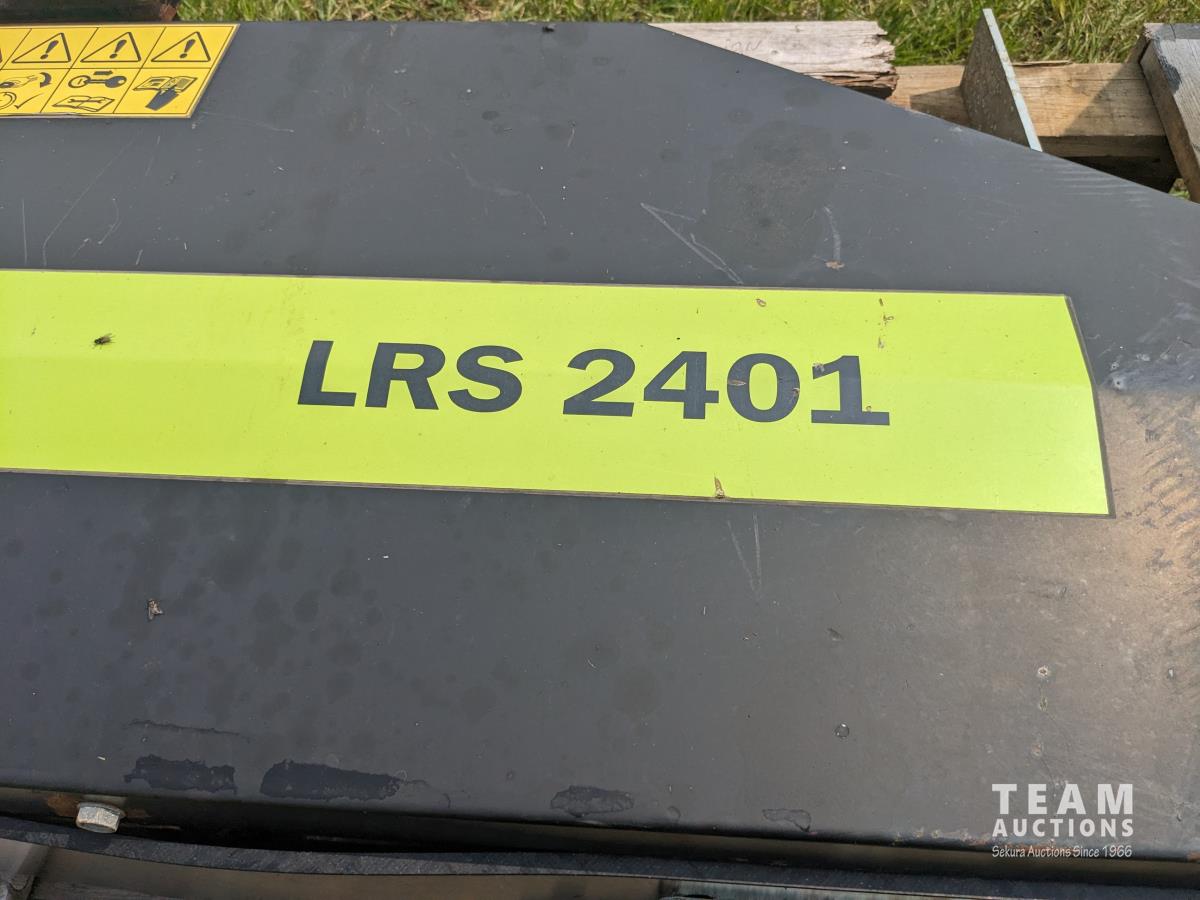 LRS 2401
TEAM
AUCTIONS
Sekura Auctions Since 1966